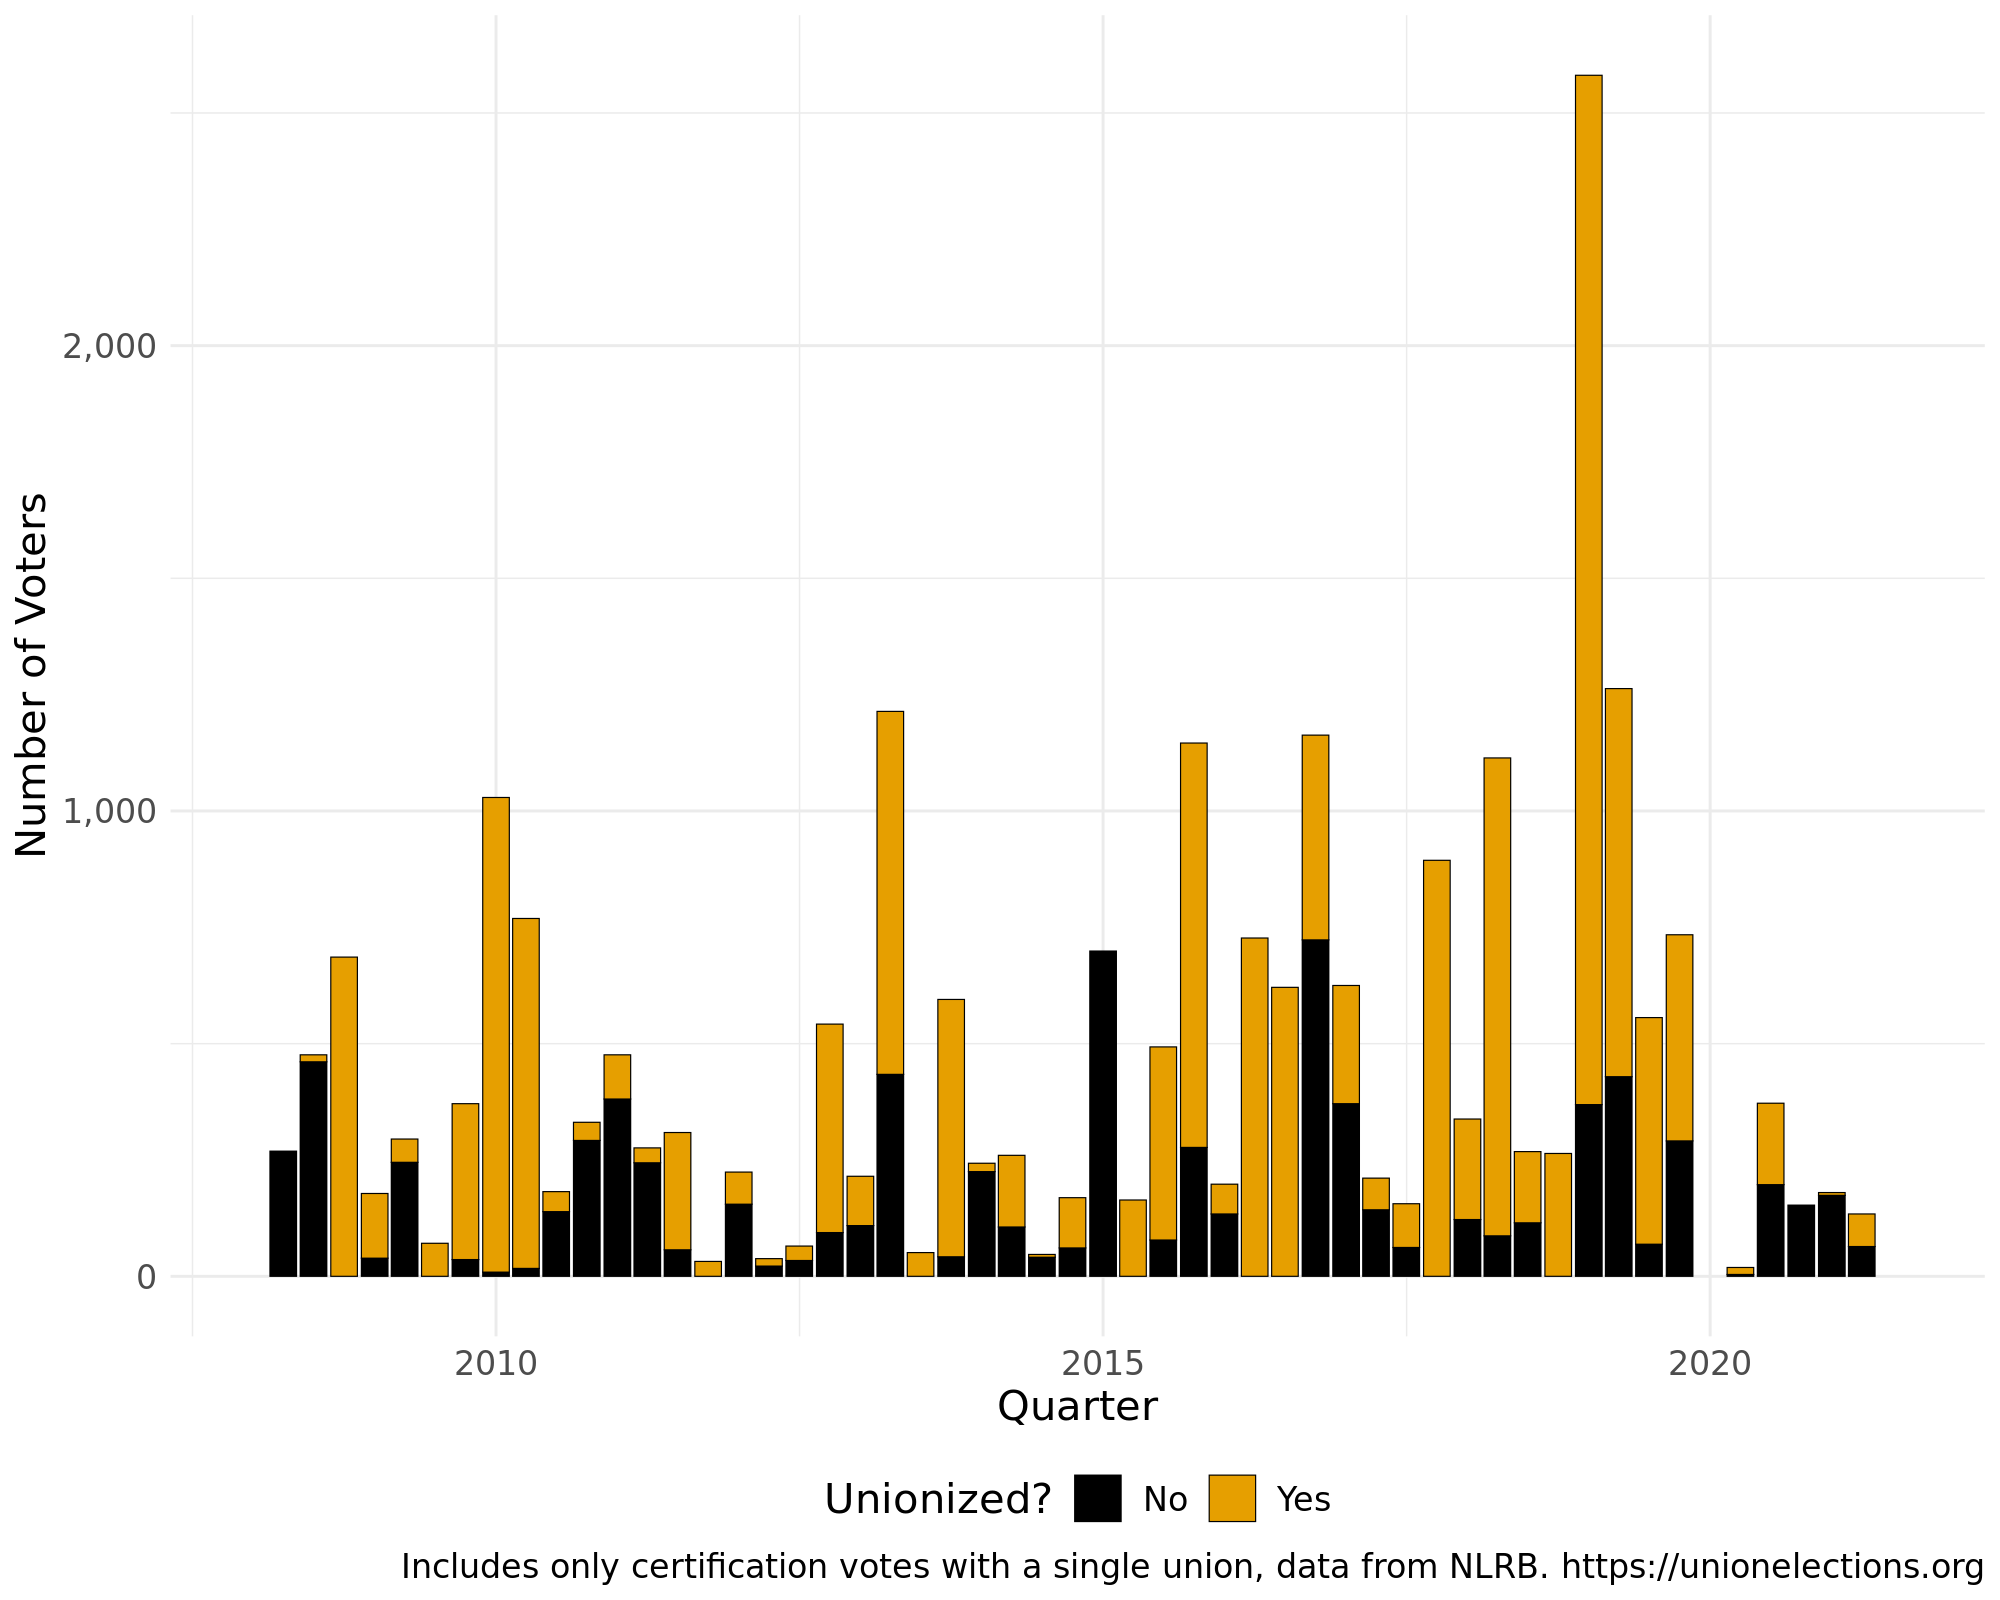 Number of Voters
2,000
1,000
0
2010 2015 2020
Quarter
Unionized? No Yes
Includes only certification votes with a single union, data from NLRB. https://unionelections.org